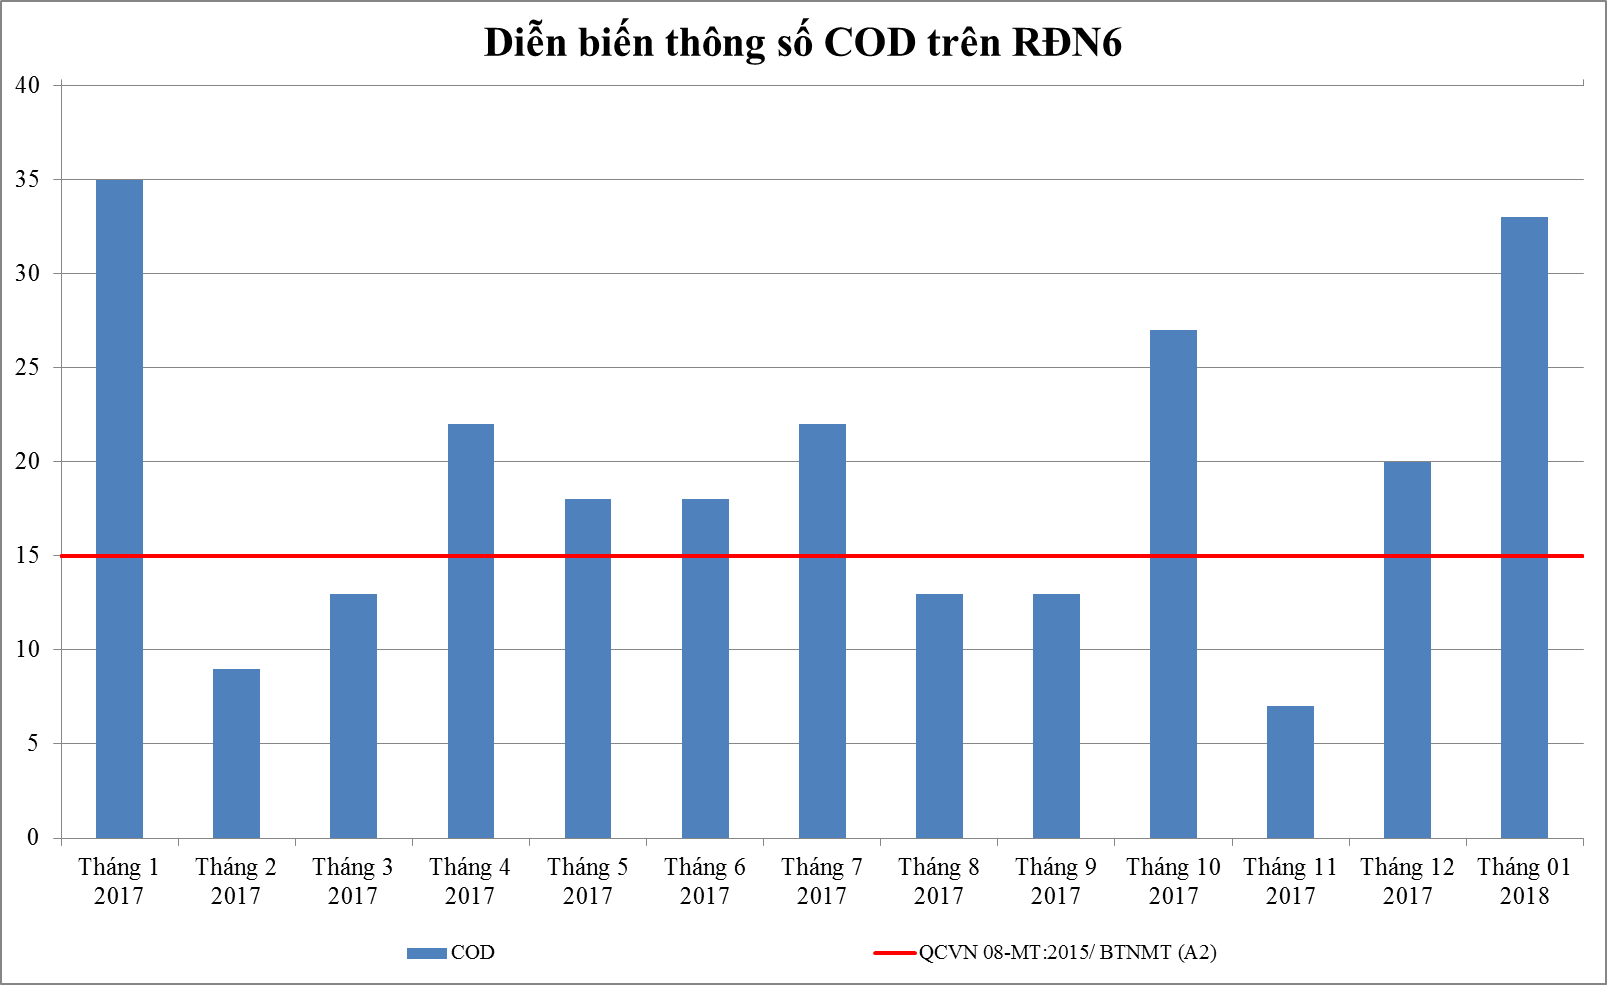 Diễn biến thông số COD trên RĐN6
40
35
30
25
20
15
10
5
0
Tháng 1 2017
Tháng 2 2017
Tháng 3 2017
Tháng 4 2017
Tháng 5 2017
Tháng 6 2017
Tháng 7 2017
Tháng 8 2017
Tháng 9 2017
Tháng 10 2017
Tháng 11 2017
Tháng 12 2017
Tháng 01 2018
COD
QCVN 08-MT:2015/ BTNMT (A2)